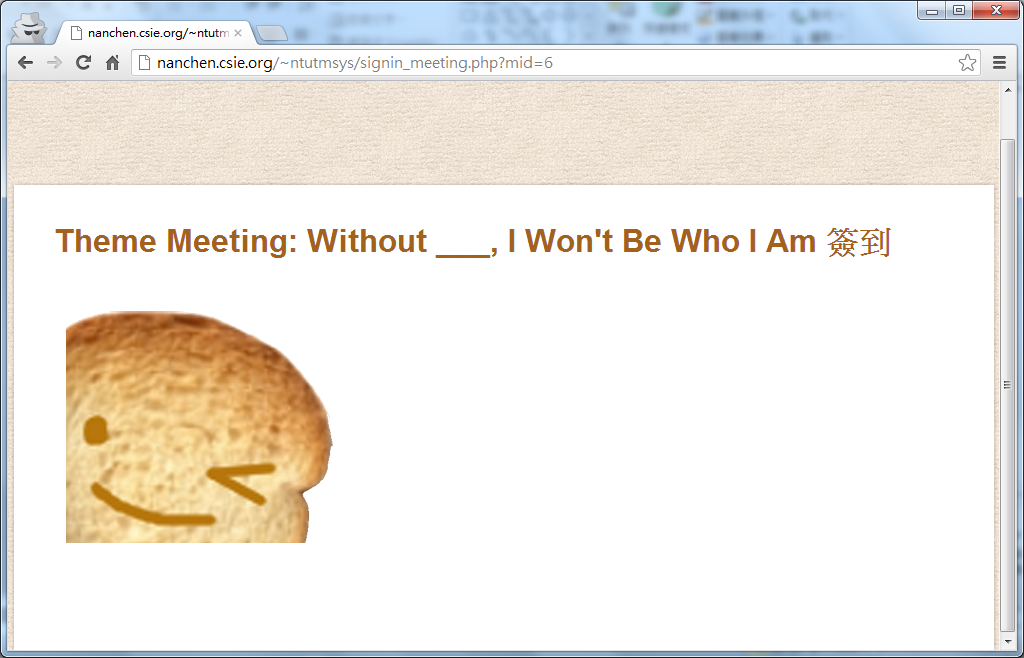 nanchen.csie.org/~ntutm
nanchen.csie.org/~ntutmsys/signin_meeting.php?mid=6
Theme Meeting: Without ___, I Won't Be Who I Am 簽到